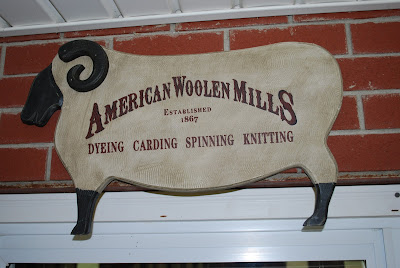 AMERICAN WOOLEN MILLS
ESTABLISHED
1867
DYEING CARDING SPINNING KNITTING